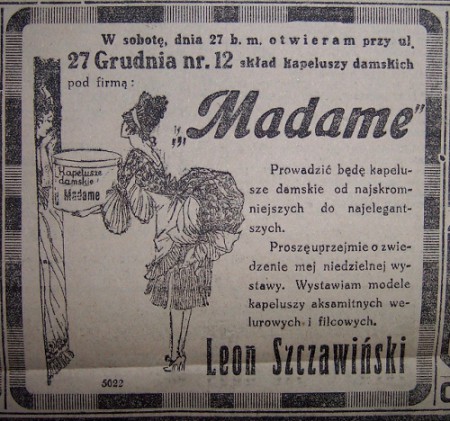 W sobotę, dnia 27 b. m. otwieram przy ul.
27 Grudnia nr. 12 skład kapeluszy damskich
pod firmą:
„Madame”
Kapelusze
damskie
Madame
Prowadzić będę kapelu-
sze damskie od najskrom-
niejszych do najelegant-
szych.
Proszę uprzejmie o zwie-
dzenie mej niedzielnej wy-
stawy. Wystawiam modele
kapeluszy aksamitnych we-
lurowych i filcowych.
Leon Szczawiński
5022